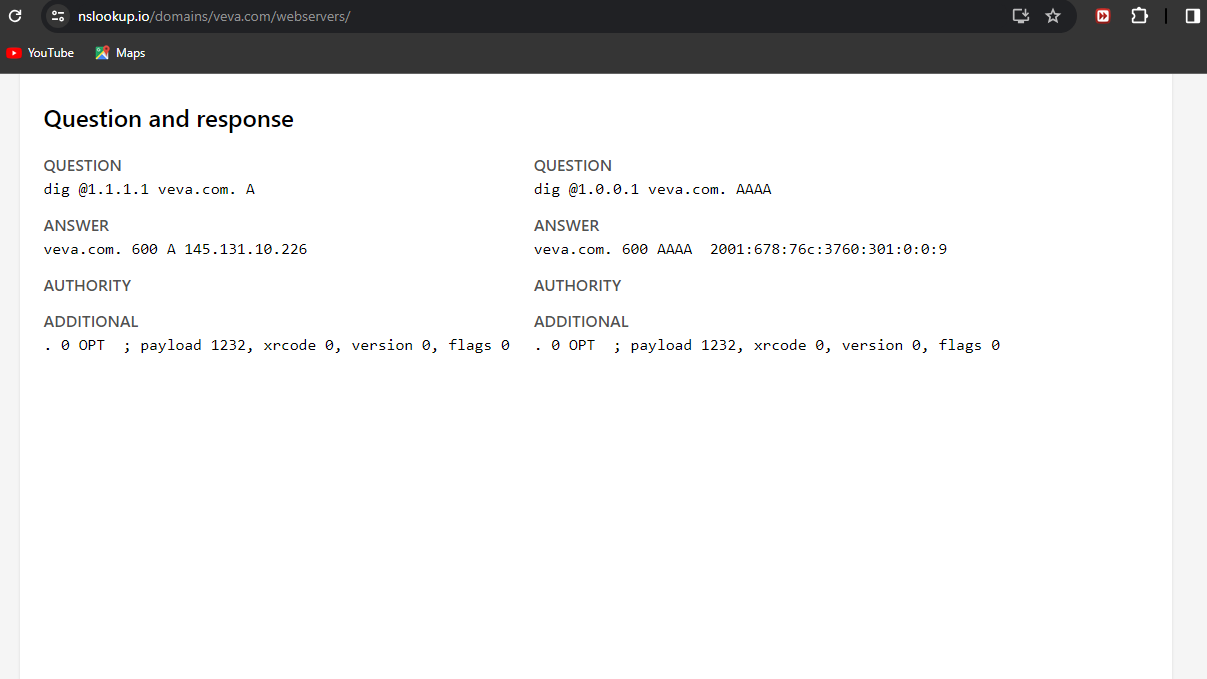 nslookup.io/domains/veva.com/webservers/
YouTube
Maps
Question and response
QUESTION
dig @1.1.1.1 veva.com. A
ANSWER
veva.com. 600 A 145.131.10.226
AUTHORITY
ADDITIONAL
. 0 OPT  ; payload 1232, xrcode 0, version 0, flags 0
QUESTION
dig @1.0.0.1 veva.com. AAAA
ANSWER
veva.com. 600 AAAA  2001:678:76c:3760:301:0:0:9
AUTHORITY
ADDITIONAL
. 0 OPT  ; payload 1232, xrcode 0, version 0, flags 0